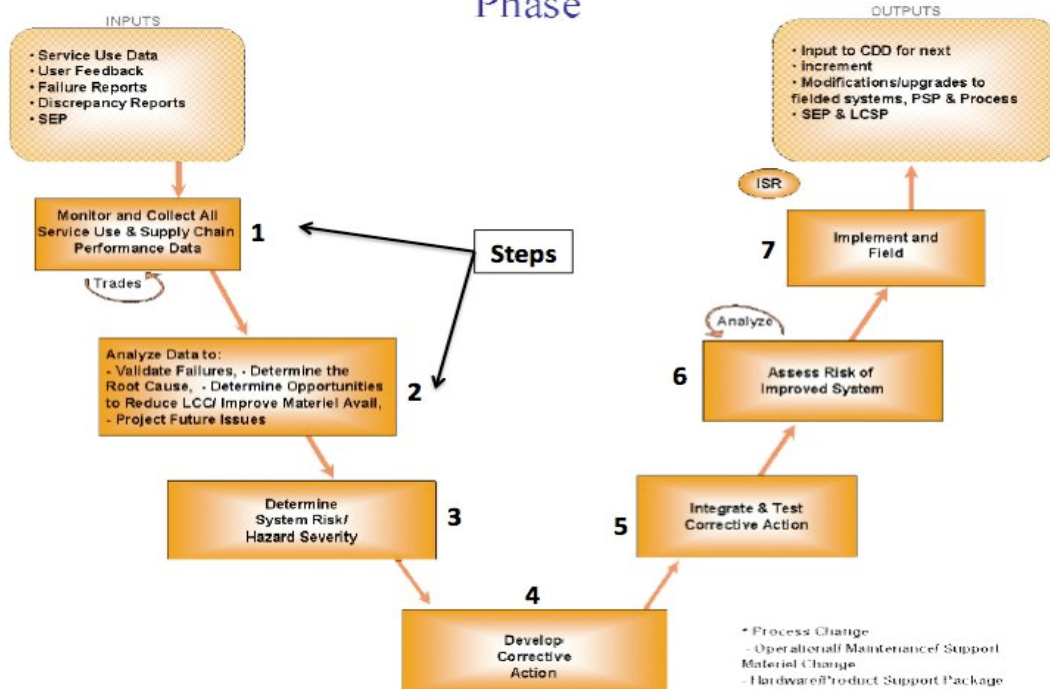 Phase
INPUTS
• Service Use Data
• User Feedback
• Failure Reports
• Discrepancy Reports
• SEP
OUTPUTS
• Input to CDD for next
• increment
• Modifications/upgrades to
fielded systems, PSP & Process
• SEP & LCSP
Monitor and Collect All
Service Use & Supply Chain
Performance Data
1
Trades
Steps
Analyze Data to:
- Validate Failures, - Determine the
Root Cause, - Determine Opportunities
to Reduce LCC/ Improve Materiel Avail,
- Project Future Issues
2
Determine
System Risk/
Hazard Severity
3
4
Develop
Corrective
Action
5
Integrate & Test
Corrective Action
6
Analyze
Assess Risk of
Improved System
7
Implement and
Field
ISR
* Process Change
- Operational/ Maintenance/ Support
Materiel Change
- Hardware/Product Support Package